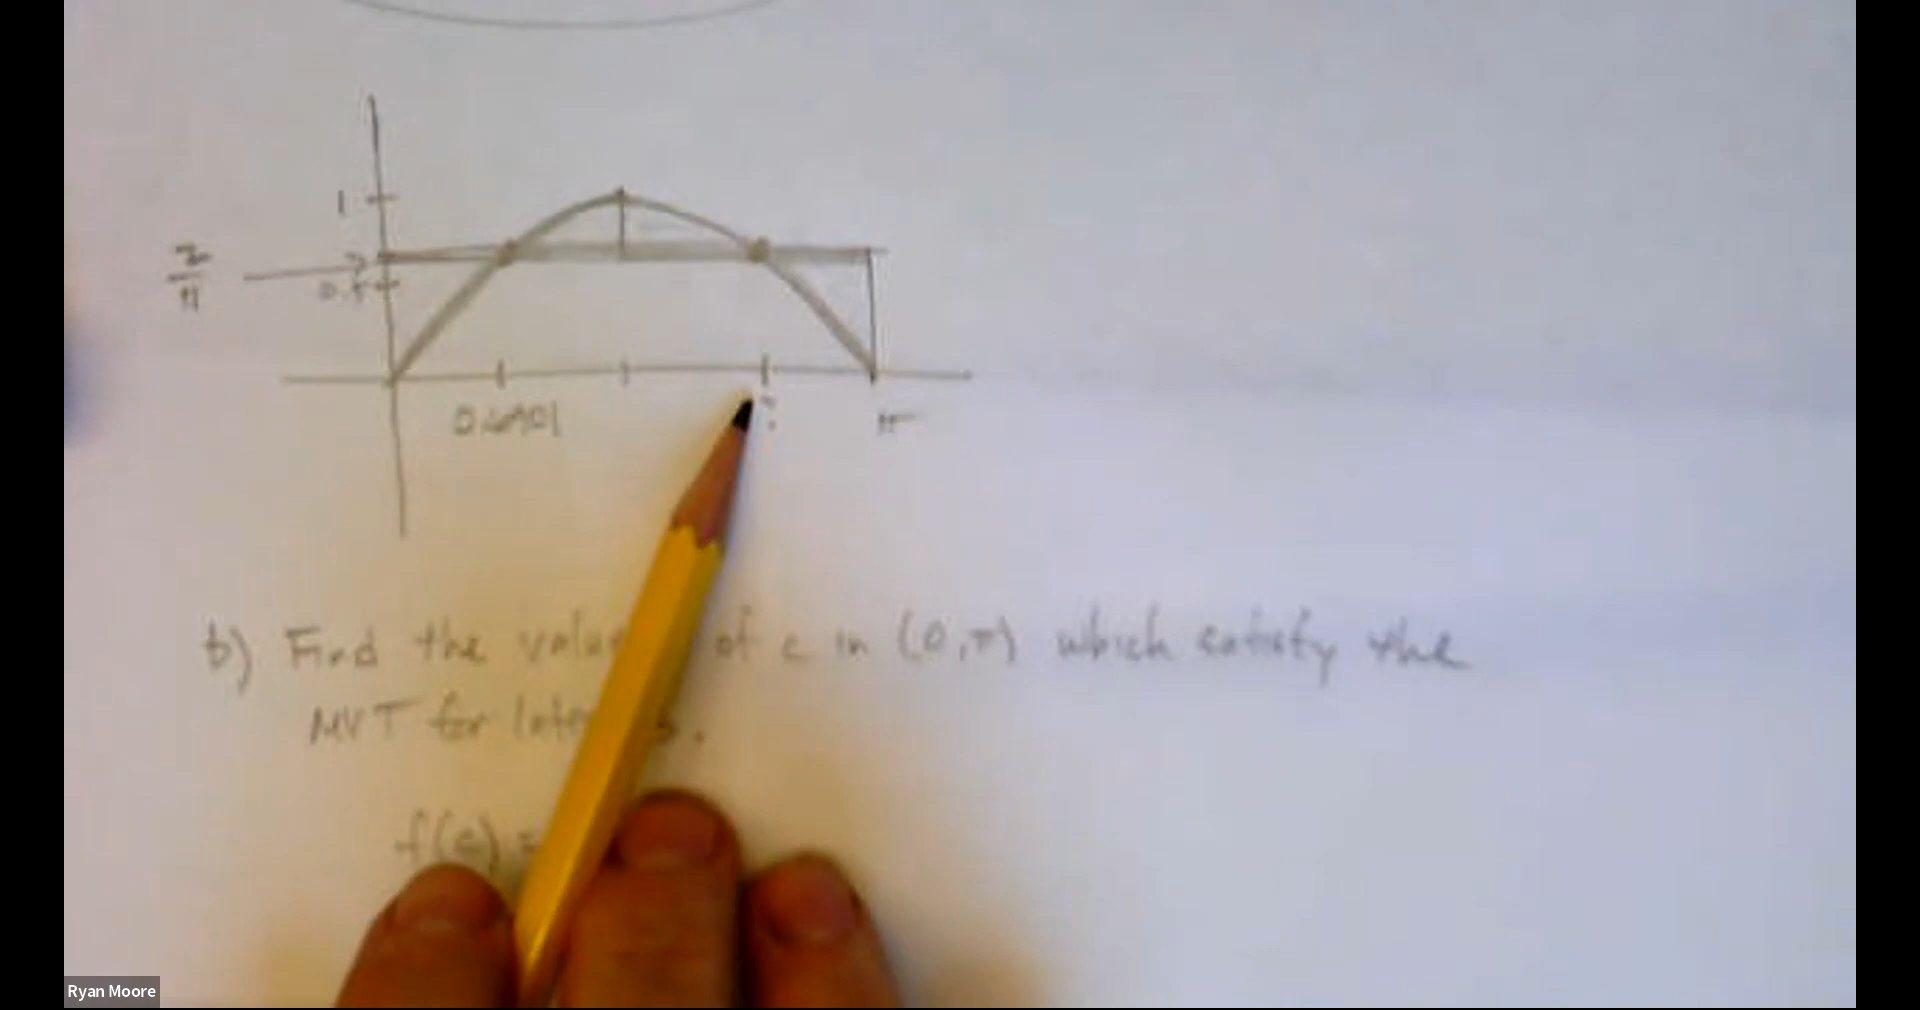 1
2
π
0.5
0.6901
?
π
b) Find the of c in (0,π) which satisfy the
MVT for
f(c) =
Ryan Moore